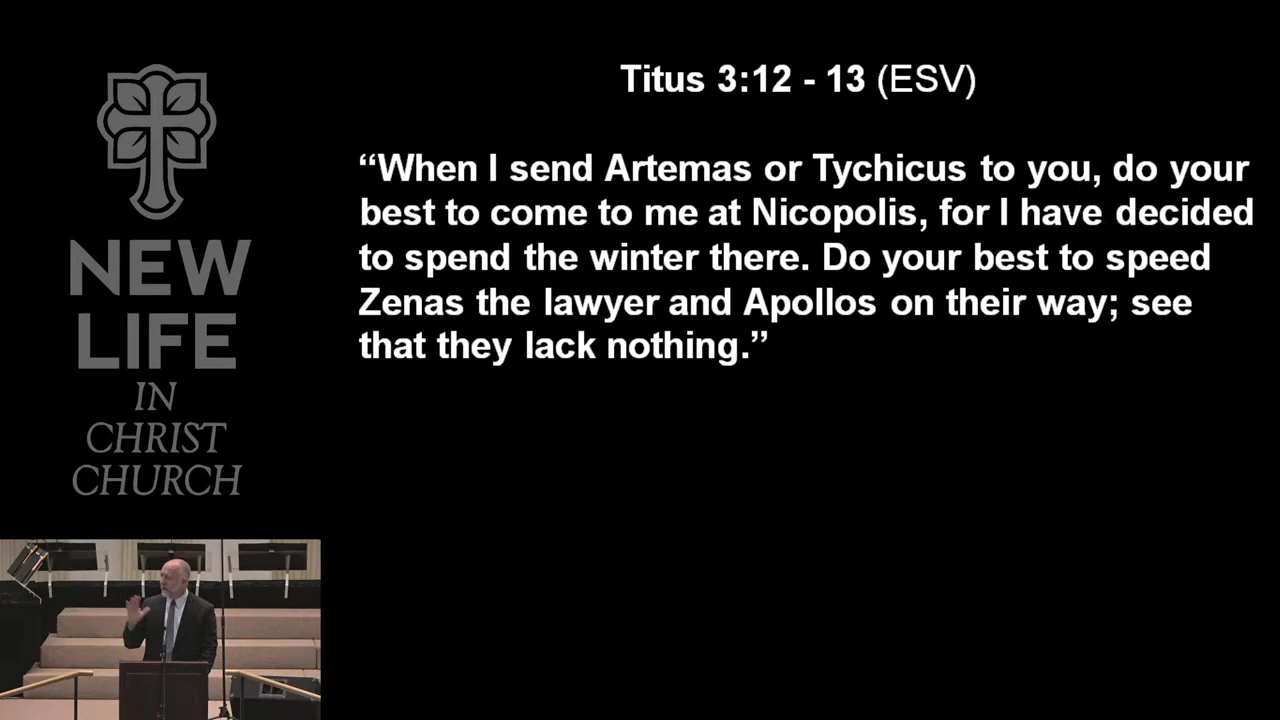 Titus 3:12 - 13 (ESV)
“When I send Artemas or Tychicus to you, do your
best to come to me at Nicopolis, for I have decided
to spend the winter there. Do your best to speed
Zenas the lawyer and Apollos on their way; see
that they lack nothing.”
NEW
LIFE
IN
CHRIST
CHURCH